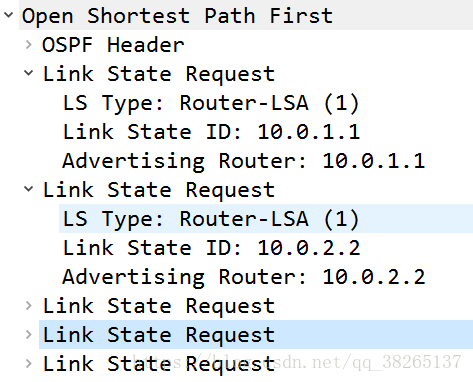 Open Shortest Path First
OSPF Header
Link State Request
LS Type: Router-LSA (1)
Link State ID: 10.0.1.1
Advertising Router: 10.0.1.1
Link State Request
LS Type: Router-LSA (1)
Link State ID: 10.0.2.2
Advertising Router: 10.0.2.2
Link State Request
Link State Request
Link State Request
https://blog.csdn.net/qq_38265137